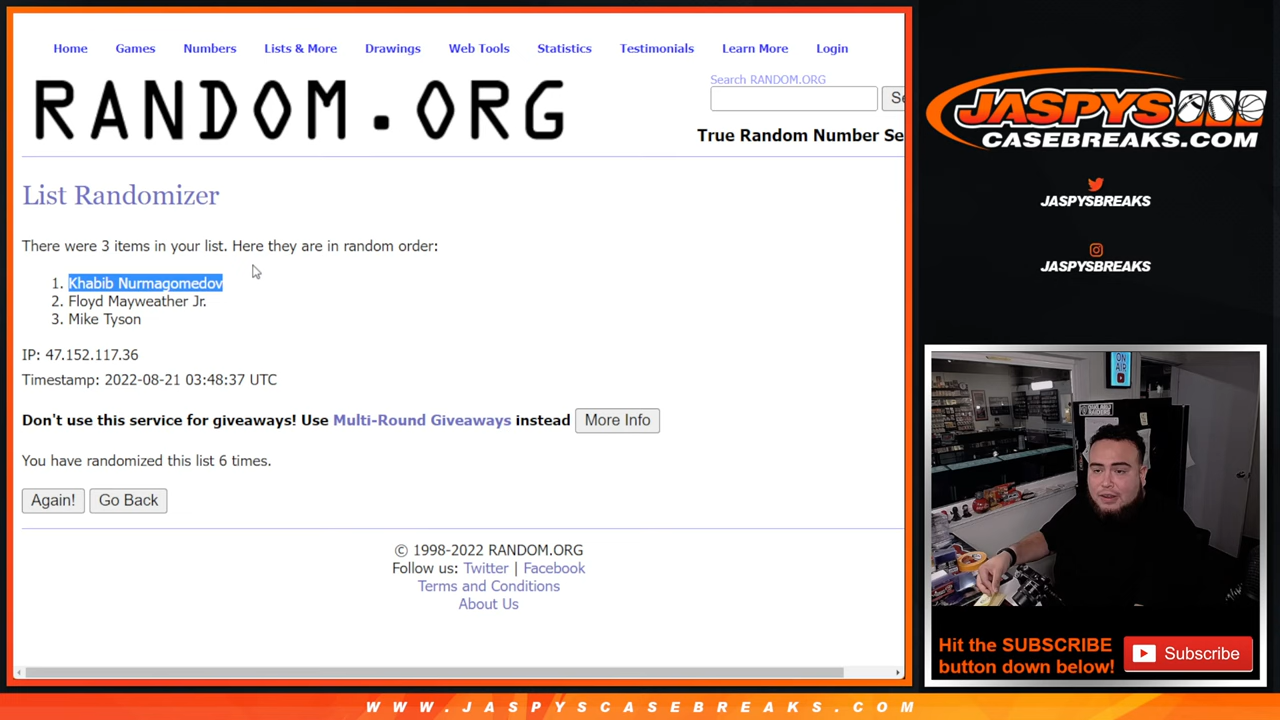 Home Games Numbers Lists & More Drawings Web Tools Statistics Testimonials Learn More Login
Search RANDOM.ORG
RANDOM.ORG
Se
True Random Number Se
List Randomizer
There were 3 items in your list. Here they are in random order:
1. Khabib Nurmagomedov
2. Floyd Mayweather Jr.
3. Mike Tyson
IP: 47.152.117.36
Timestamp: 2022-08-21 03:48:37 UTC
Don't use this service for giveaways! Use Multi-Round Giveaways instead More Info
You have randomized this list 6 times.
Again! Go Back
© 1998-2022 RANDOM.ORG
Follow us: Twitter | Facebook
Terms and Conditions
About Us
JASPYS
CASEBREAKS.COM
JASPYSBREAKS
JASPYSBREAKS
ON
AIR
Hit the SUBSCRIBE
button down below!
Subscribe
WWW.JASPYSCASEBREAKS.COM